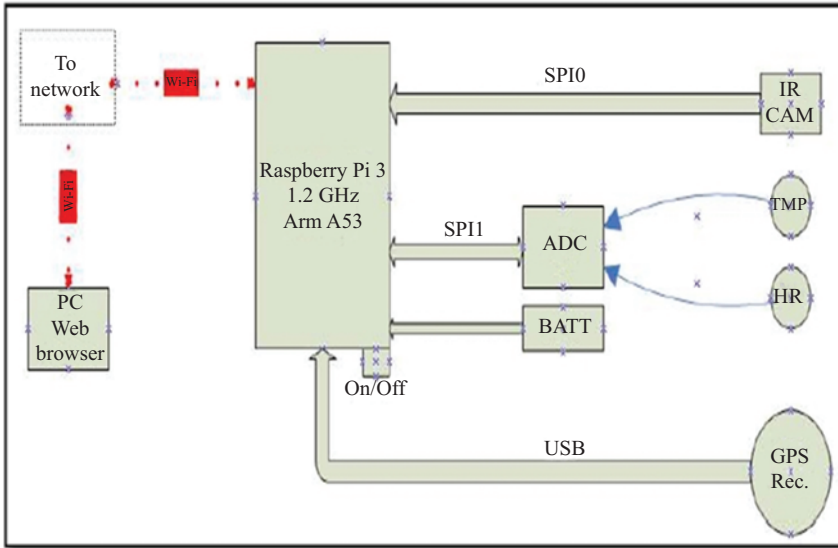 To
network
Wi-Fi
Wi-Fi
PC
Web
browser
Raspberry Pi 3
1.2 GHz
Arm A53
On/Off
SPI0
IR
CAM
SPI1
ADC
TMP
HR
BATT
USB
GPS
Rec.